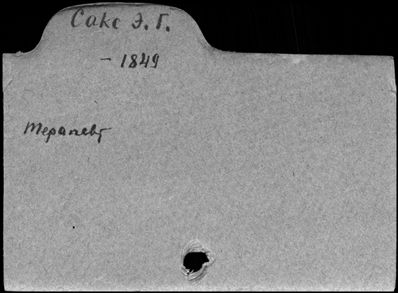 Сакс Э. Г.
- 1849
терапевт